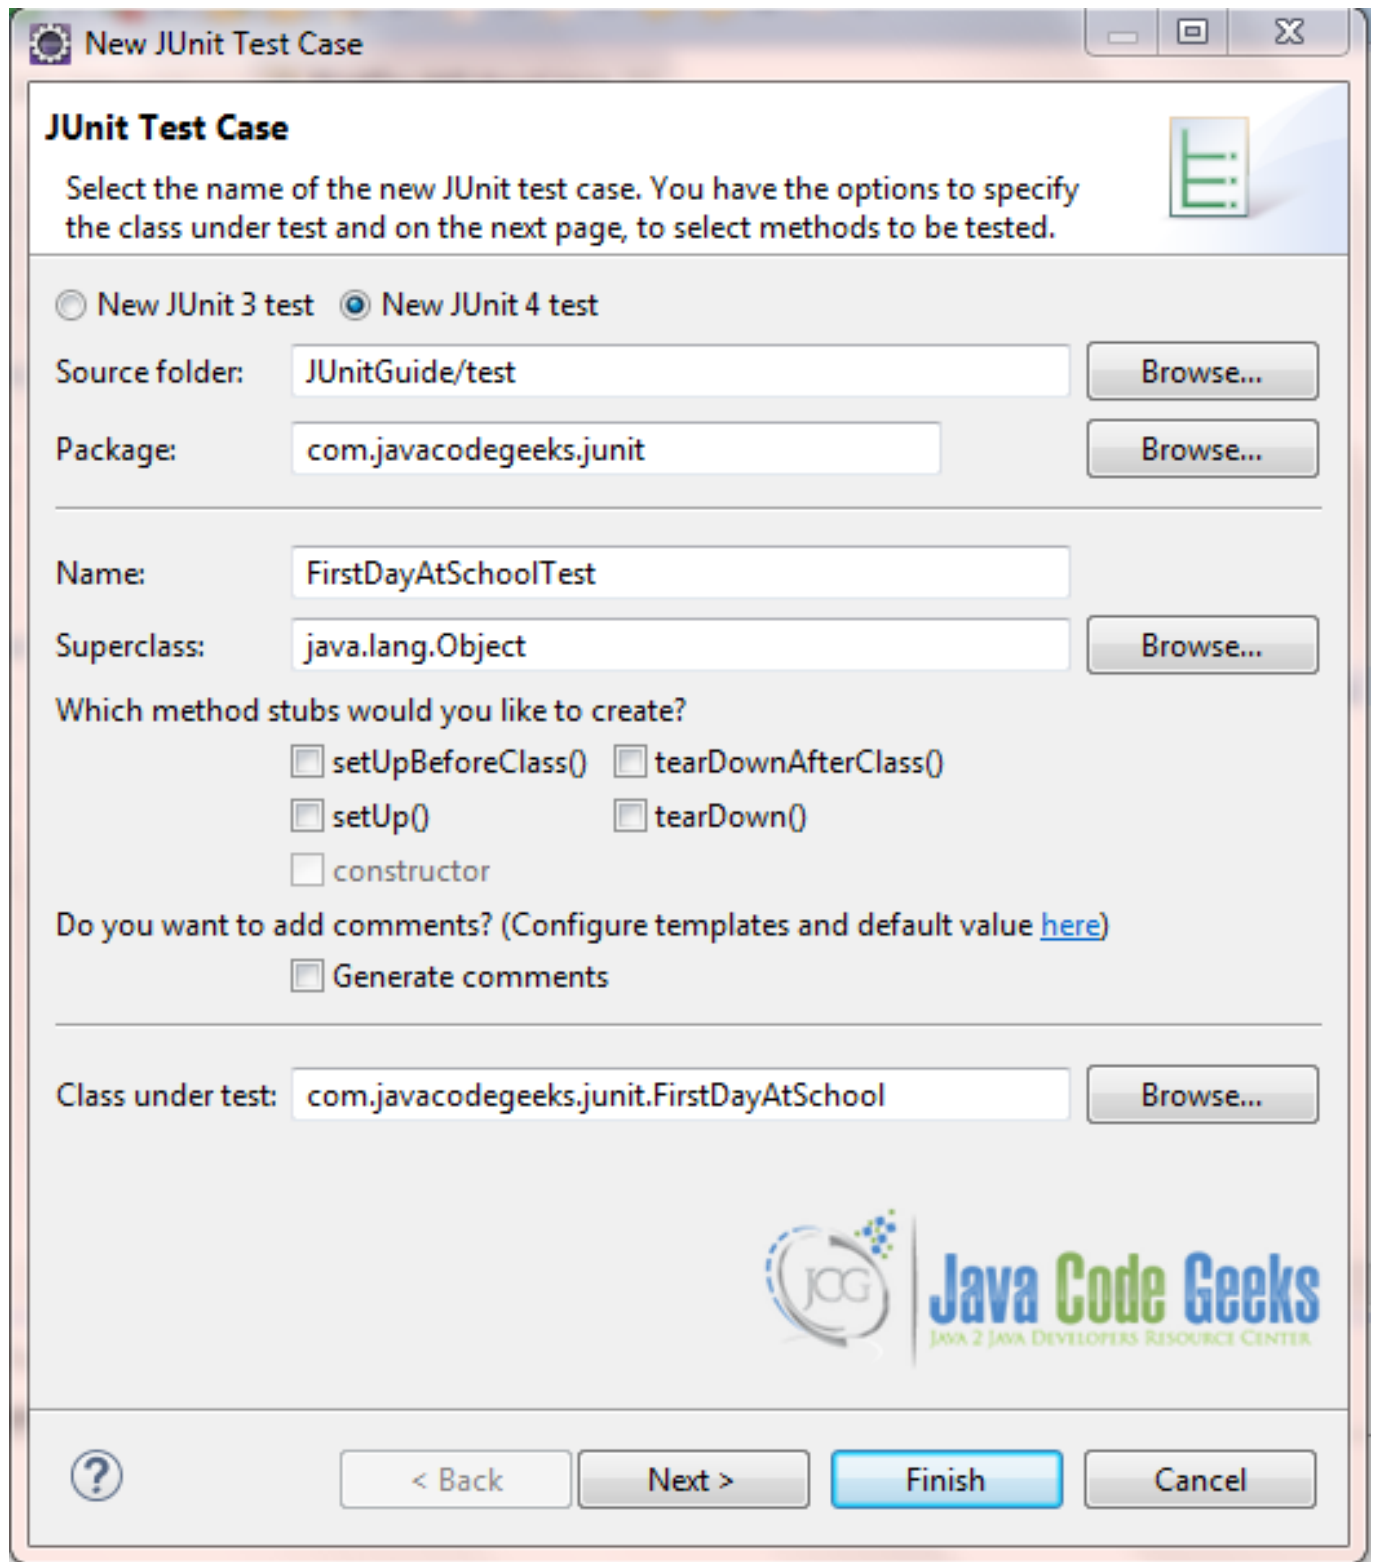 New JUnit Test Case
JUnit Test Case
Select the name of the new JUnit test case. You have the options to specify
the class under test and on the next page, to select methods to be tested.
New JUnit 3 test New JUnit 4 test
Source folder: JUnitGuide/test Browse...
Package: com.javacodegeeks.junit Browse...
Name: FirstDayAtSchoolTest
Superclass: java.lang.Object Browse...
Which method stubs would you like to create?
setUpBeforeClass() tearDownAfterClass()
setUp() tearDown()
constructor
Do you want to add comments? (Configure templates and default value here)
Generate comments
Class under test: com.javacodegeeks.junit.FirstDayAtSchool Browse...
JCG Java Code Geeks
JAVA 2 JAVA DEVELOPERS RESOURCE CENTER
? < Back Next > Finish Cancel